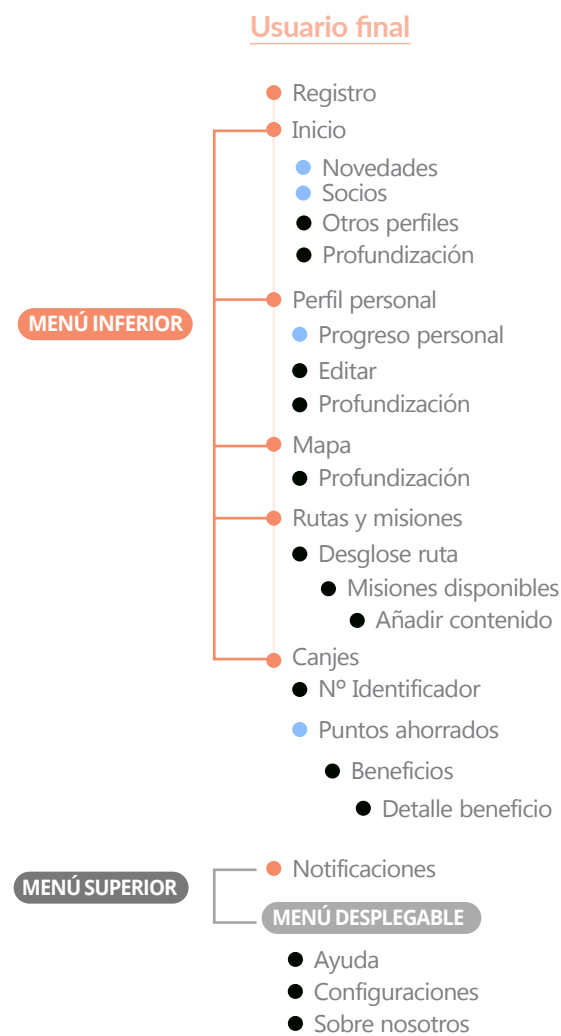 Usuario final
Registro
Inicio
Novedades
Socios
Otros perfiles
Profundización
MENÚ INFERIOR
Perfil personal
Progreso personal
Editar
Profundización
Mapa
Profundización
Rutas y misiones
Desglose ruta
Misiones disponibles
Añadir contenido
Canjes
Nº Identificador
Puntos ahorrados
Beneficios
Detalle beneficio
MENÚ SUPERIOR
Notificaciones
MENÚ DESPLEGABLE
Ayuda
Configuraciones
Sobre nosotros